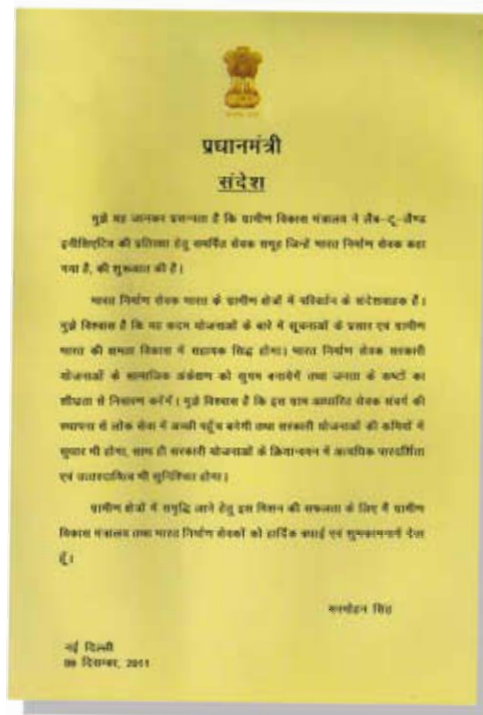 प्रधानमंत्री
संदेश
मुझे यह जानकर प्रसन्नता है कि ग्रामीण विकास मंत्रालय ने लैब-टू-लैण्ड
इनीसिएटिव की प्रतिस्था हेतु समर्पित सेवक समूह जिन्हें भारत निर्माण सेवक कहा
गया है, की शुरूआत की है।
भारत निर्माण सेवक भारत के ग्रामीण क्षेत्रों में परिवर्तन के संदेशवाहक हैं।
मुझे विश्वास है कि यह कदम योजनाओं के बारे में सूचनाओं के प्रसार एवं ग्रामीण
भारत की क्षमता विकास में सहायक सिद्ध होगा। भारत निर्माण सेवक सरकारी
योजनाओं के सामाजिक अंकेक्षण को सुगम बनायेगें तथा जनता के कष्टों का
शीघ्रता से निवारण करेंगें। मुझे विश्वास है कि इस ग्राम आधारित सेवक संवर्ग की
स्थापना से लोक सेवा में अच्छी पहुँच बनेगी तथा सरकारी योजनाओं की कमियों में
सुधार भी होगा, साथ ही सरकारी योजनाओं के क्रियान्वयन में अत्यधिक पारदर्शिता
एवं उत्तरदायित्व भी सुनिश्चित होगा।
ग्रामीण क्षेत्रों में समृद्धि लाने हेतु इस मिशन की सफलता के लिए मैं ग्रामीण
विकास मंत्रालय तथा भारत निर्माण सेवकों को हार्दिक बधाई एवं शुभकामनायें देता
हूँ।
मनमोहन सिंह
नई दिल्ली
09 दिसम्बर, 2011